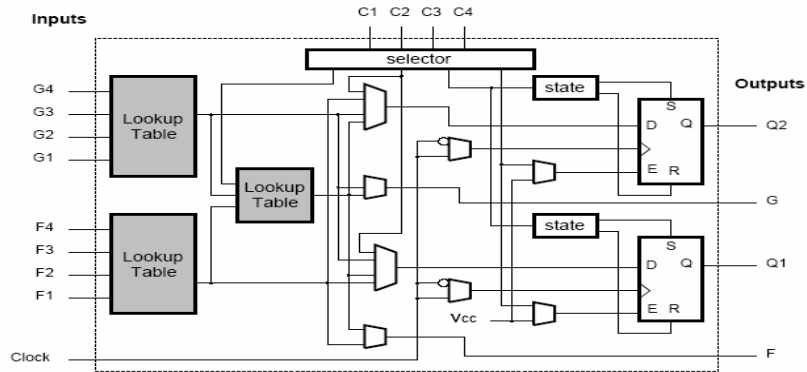 C1 C2 C3 C4
Inputs
selector
Outputs
G4
G3
G2
G1
Lookup
Table
state
S
D Q
E R
Q2
Lookup
Table
G
F4
F3
F2
F1
Lookup
Table
state
S
D Q
E R
Q1
Vcc
Clock
F